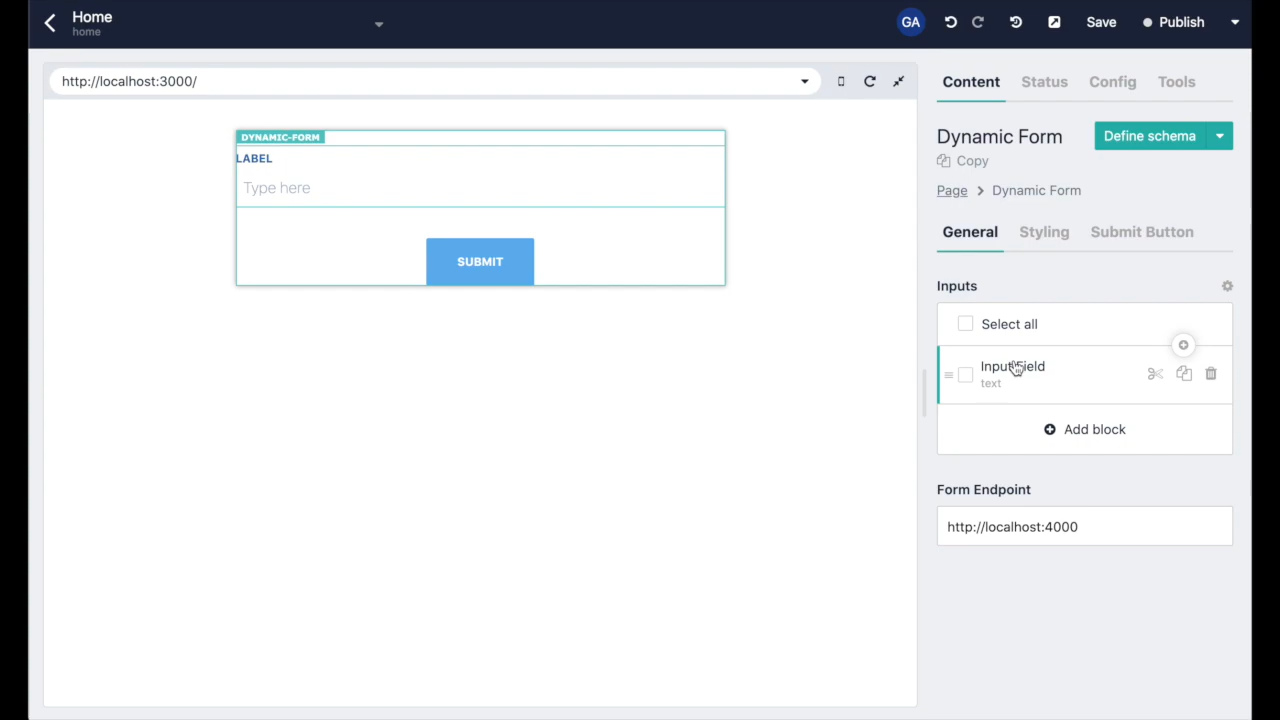 Home
home
GA
Save
Publish
http://localhost:3000/
DYNAMIC-FORM
LABEL
Type here
SUBMIT
Content Status Config Tools
Dynamic Form
Define schema
Copy
Page > Dynamic Form
General Styling Submit Button
Inputs
Select all
Input Field
text
Add block
Form Endpoint
http://localhost:4000